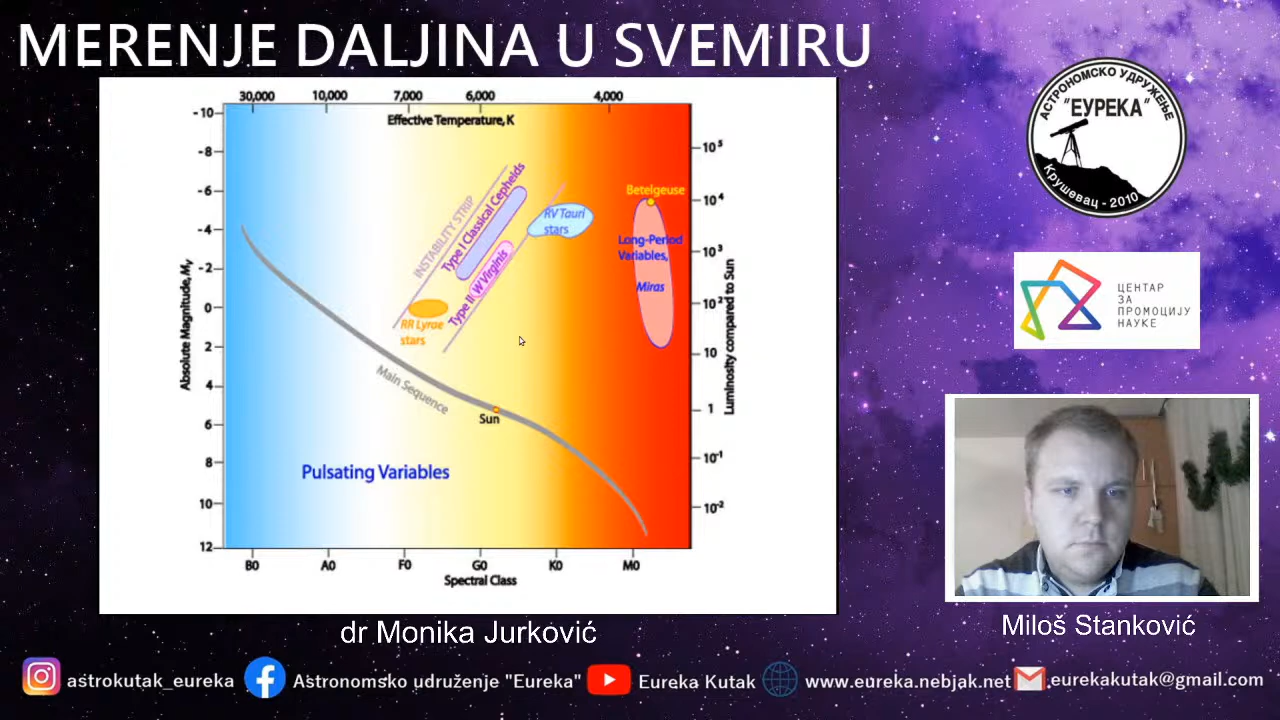 MERENJE DALJINA U SVEMIRU
30,000 10,000 7,000 6,000 4,000
Effective Temperature, K
-10
-8
-6
-4
-2
0
2
4
6
8
10
12
Absolute Magnitude, Mv
INSTABILITY STRIP
Type I Classical Cepheids
Type II W Virginis
RV Tauri
stars
RR Lyrae
stars
Betelgeuse
Long-Period
Variables,
Miras
Main Sequence
Sun
Pulsating Variables
10⁵
10⁴
10³
10²
10
1
10⁻¹
10⁻²
Luminosity compared to Sun
B0 A0 F0 G0 K0 M0
Spectral Class
АСТРОНОМСКО УДРУЖЕЊЕ
"ЕУРЕКА"
Крушевац - 2010
ЦЕНТАР
ЗА
ПРОМОЦИЈУ
НАУКЕ
dr Monika Jurković
Miloš Stanković
astrokutak_eureka
Astronomsko udruženje "Eureka"
Eureka Kutak
www.eureka.nebjak.net
eurekakutak@gmail.com